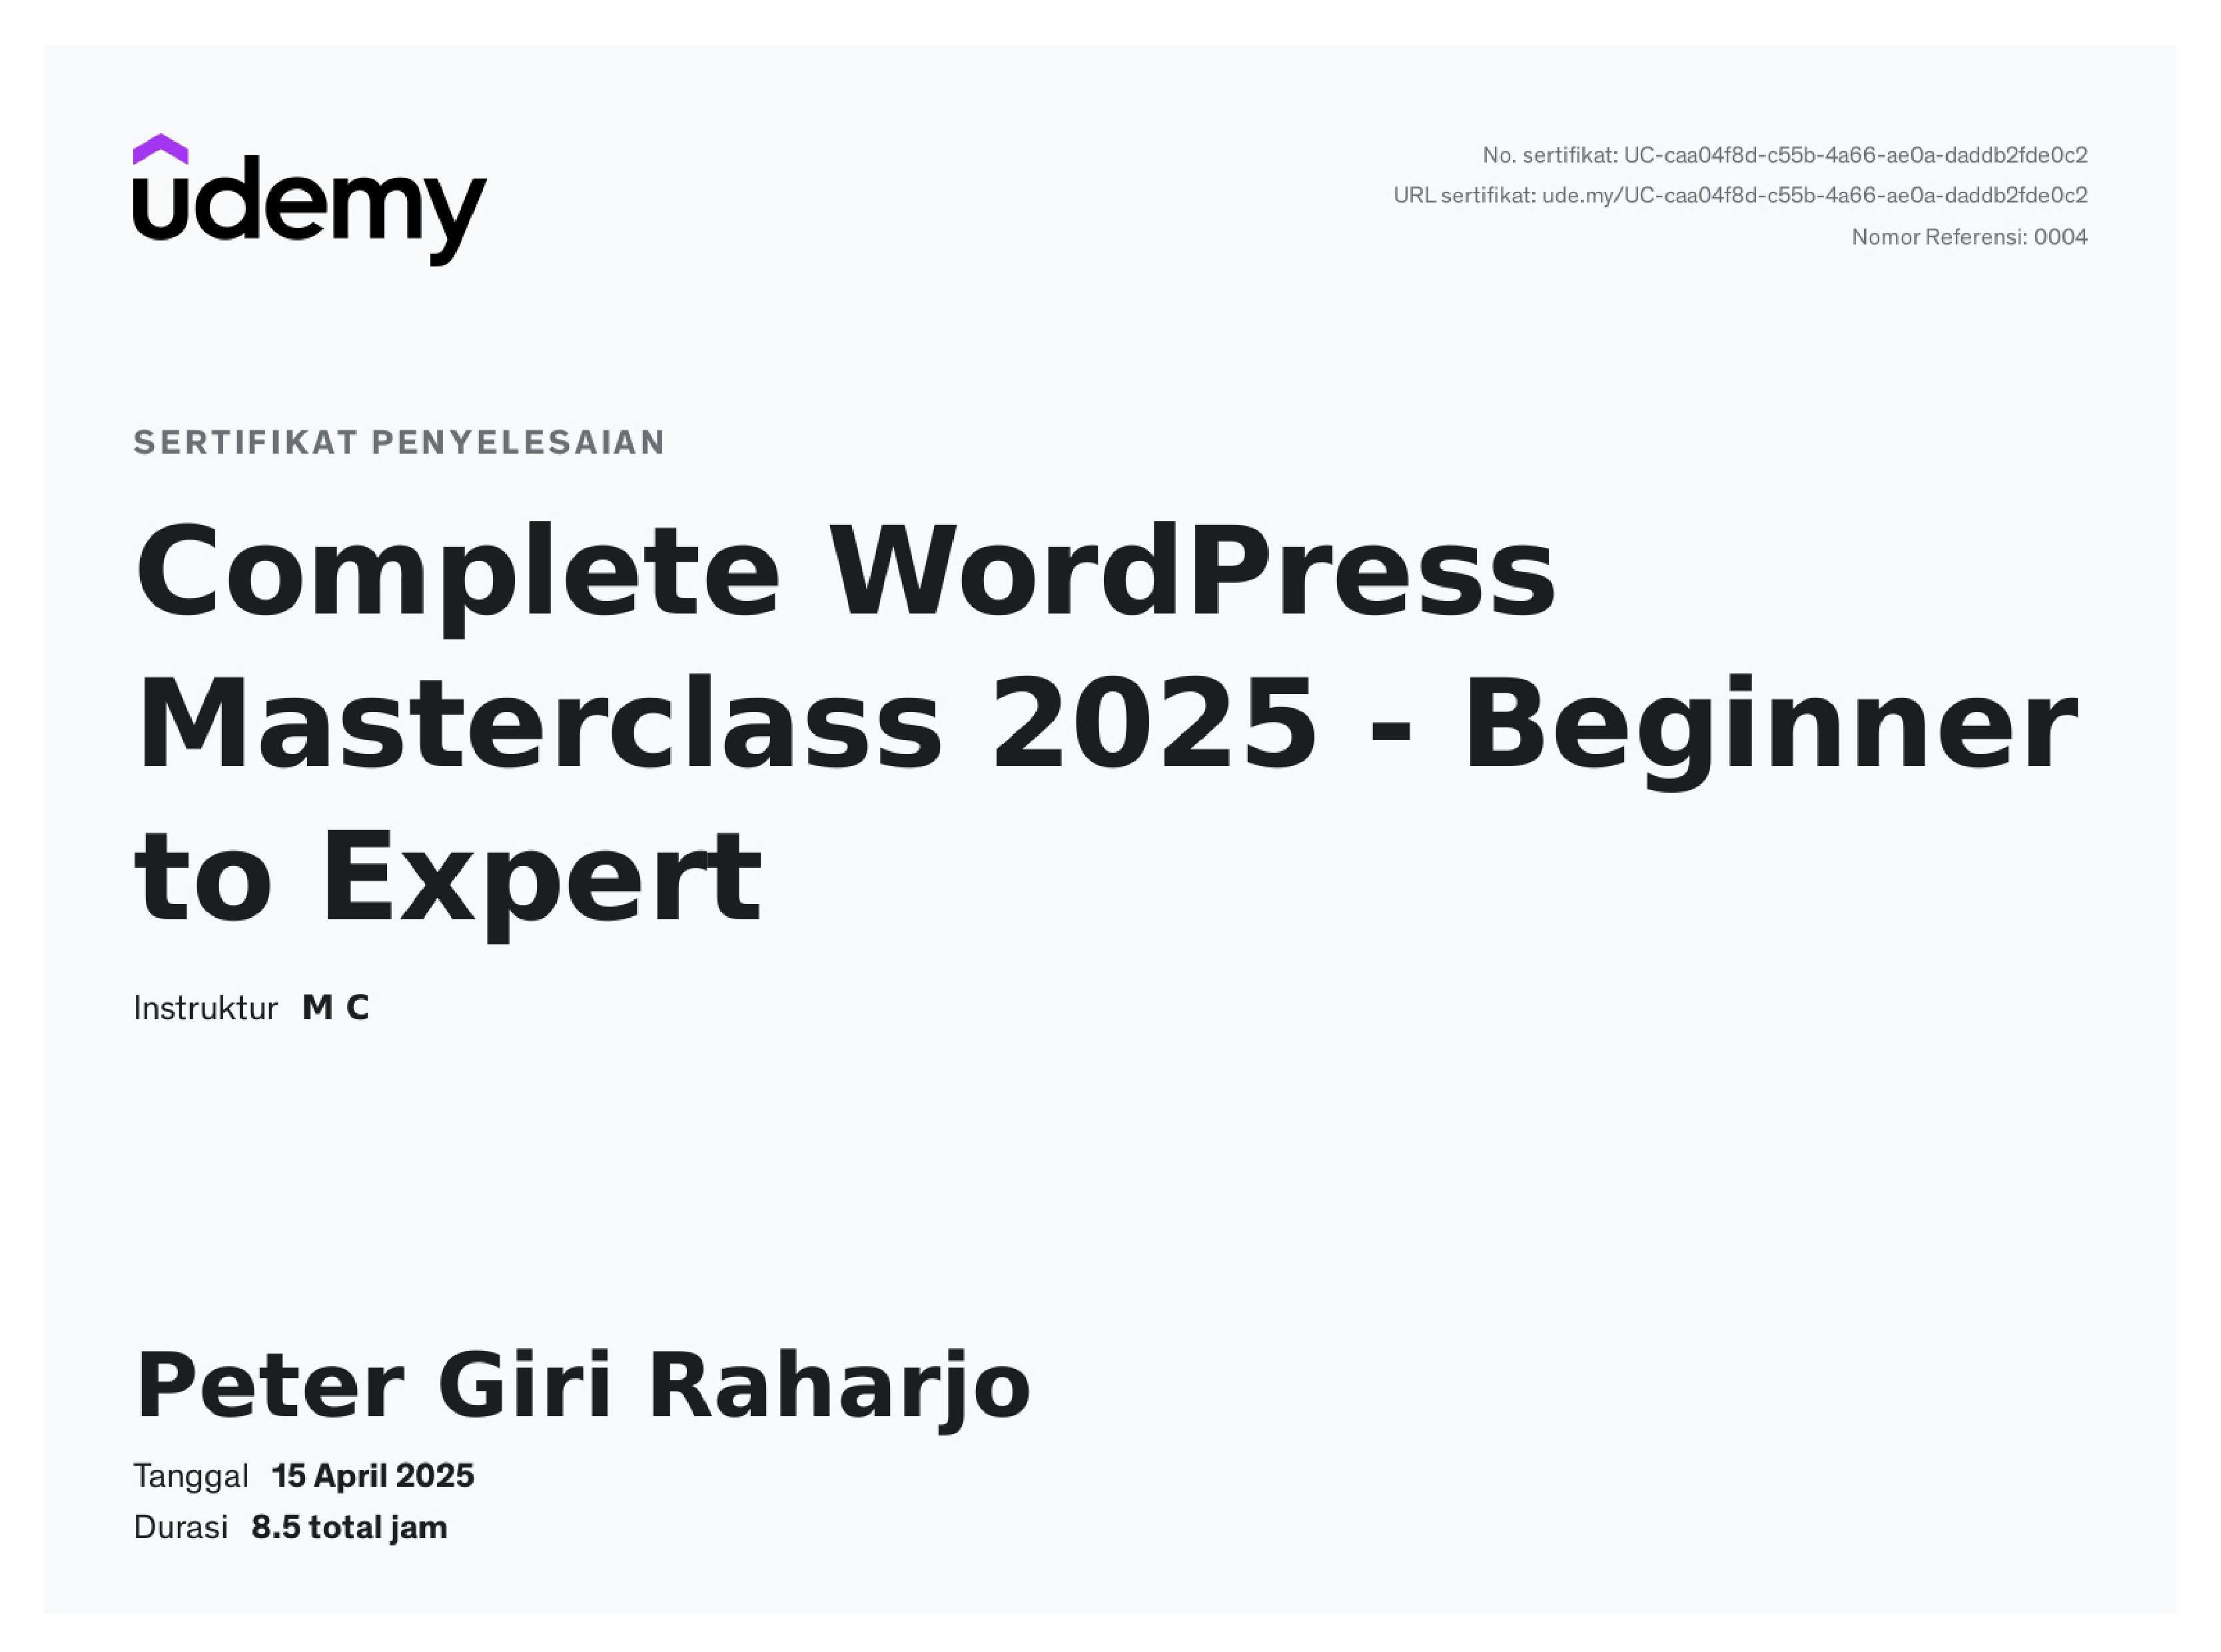 udemy
No. sertifikat: UC-caa04f8d-c55b-4a66-ae0a-daddb2fde0c2
URL sertifikat: ude.my/UC-caa04f8d-c55b-4a66-ae0a-daddb2fde0c2
Nomor Referensi: 0004
SERTIFIKAT PENYELESAIAN
Complete WordPress
Masterclass 2025 - Beginner
to Expert
Instruktur M C
Peter Giri Raharjo
Tanggal 15 April 2025
Durasi 8.5 total jam